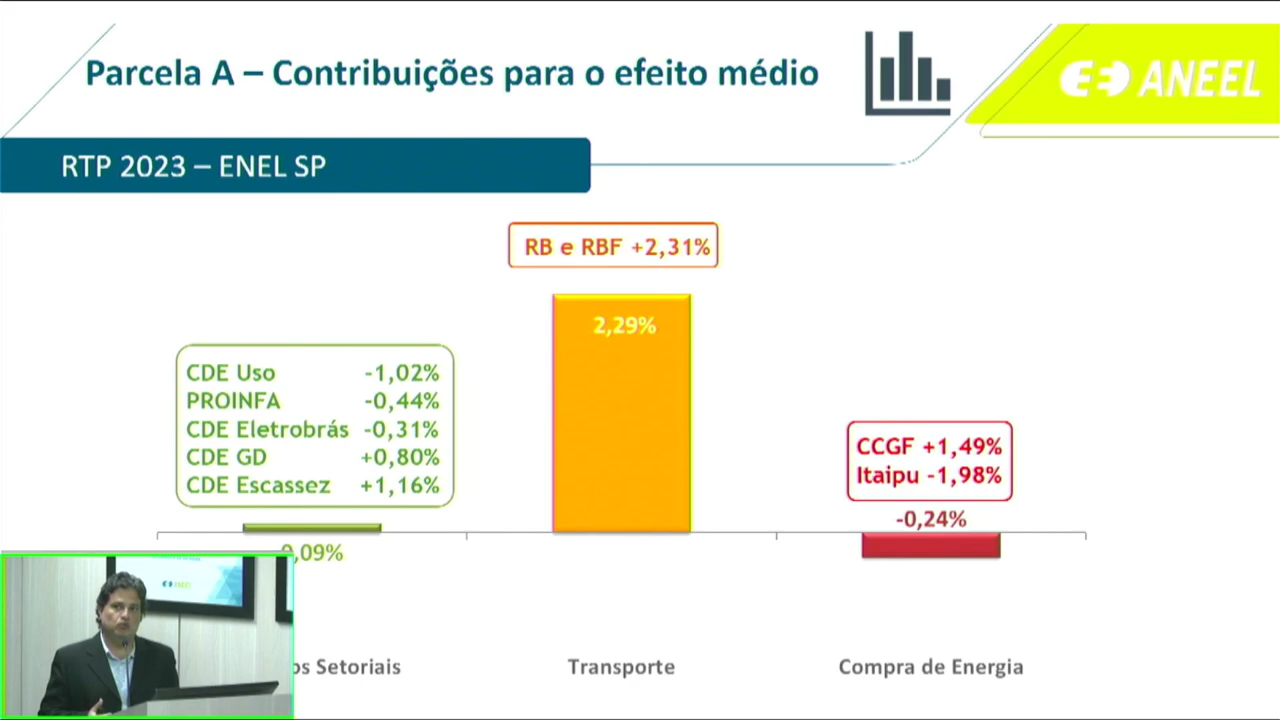 Parcela A – Contribuições para o efeito médio
ANEEL
RTP 2023 – ENEL SP
RB e RBF +2,31%
2,29%
CDE Uso -1,02%
PROINFA -0,44%
CDE Eletrobrás -0,31%
CDE GD +0,80%
CDE Escassez +1,16%
CCGF +1,49%
Itaipu -1,98%
-0,24%
,09%
ANEEL
Setoriais
Transporte
Compra de Energia